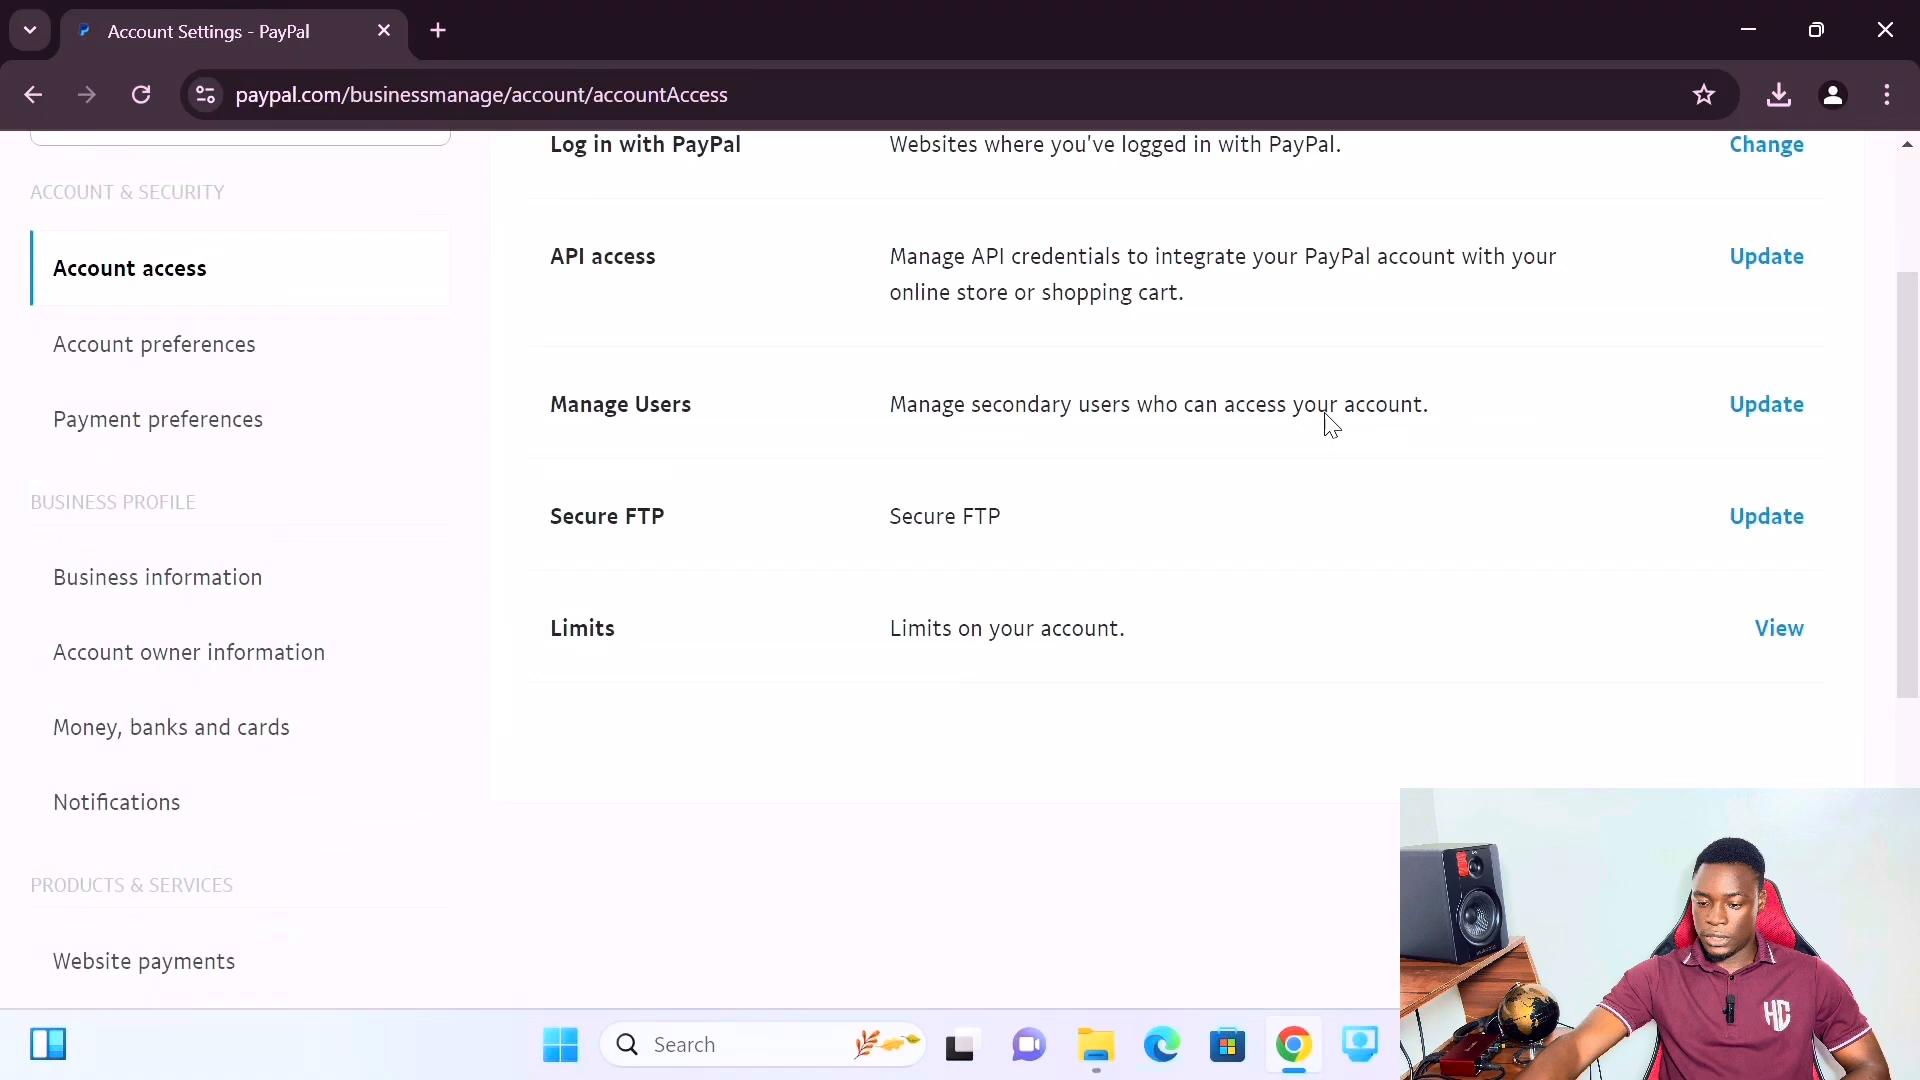 Account Settings - PayPal
paypal.com/businessmanage/account/accountAccess
Log in with PayPal
Websites where you've logged in with PayPal.
Change
ACCOUNT & SECURITY
Account access
API access
Manage API credentials to integrate your PayPal account with your
online store or shopping cart.
Update
Account preferences
Manage Users
Manage secondary users who can access your account.
Update
Payment preferences
BUSINESS PROFILE
Secure FTP
Secure FTP
Update
Business information
Limits
Limits on your account.
View
Account owner information
Money, banks and cards
Notifications
PRODUCTS & SERVICES
Website payments
Search
HC